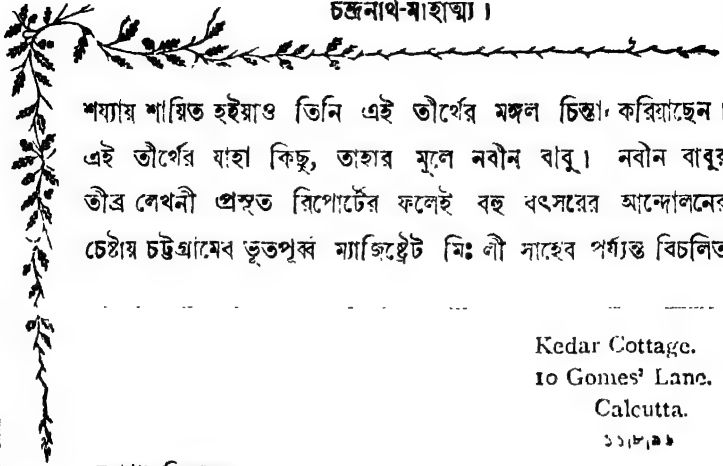 চন্দ্রনাথ-মাহাত্ম্য।
শয্যায় শায়িত হইয়াও তিনি এই তীর্থের মঙ্গল চিন্তা করিয়াছেন।
এই তীর্থের যাহা কিছু, তাহার মূলে নবীন বাবু। নবীন বাবুর
তীব্র লেখনী প্রসূত রিপোর্টের ফলেই বহু বৎসরের আন্দোলনের
চেষ্টায় চট্টগ্রামেব ভূতপূর্ব্ব ম্যাজিষ্ট্রেট মিঃ লী সাহেব পর্য্যন্ত বিচলিত
Kedar Cottage.
10 Gomes' Lane.
Calcutta.